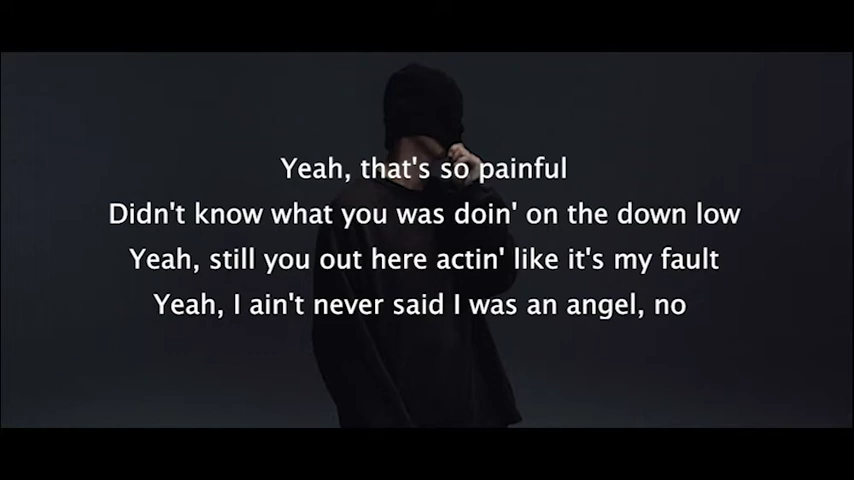 Yeah, that's so painful
Didn't know what you was doin' on the down low
Yeah, still you out here actin' like it's my fault
Yeah, I ain't never said I was an angel, no